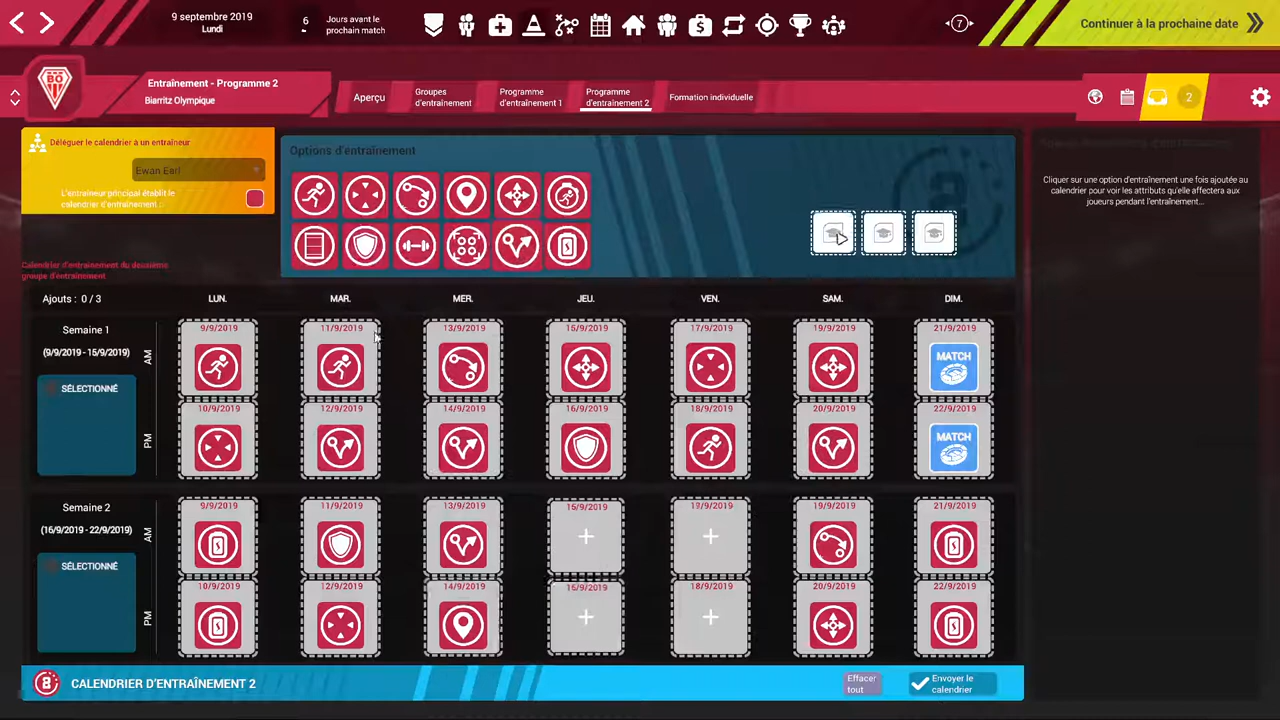 9 septembre 2019
Lundi
6
Jours avant le
prochain match
7
Continuer à la prochaine date
Entraînement - Programme 2
Biarritz Olympique
Aperçu
Groupes
d'entraînement
Programme
d'entraînement 1
Programme
d'entraînement 2
Formation individuelle
2
BO
Déléguer le calendrier à un entraîneur
Ewan Earl
L'entraîneur principal établit le
calendrier d'entraînement :
Options d'entraînement
Cliquer sur une option d'entraînement une fois ajoutée au
calendrier pour voir les attributs qu'elle affectera aux
joueurs pendant l'entraînement...
Calendrier d'entraînement du deuxième
groupe d'entraînement
Ajouts : 0 / 3
LUN. MAR. MER. JEU. VEN. SAM. DIM.
Semaine 1
(9/9/2019 - 15/9/2019)
SÉLECTIONNÉ
AM
9/9/2019 11/9/2019 13/9/2019 15/9/2019 17/9/2019 19/9/2019 21/9/2019
MATCH
PM
10/9/2019 12/9/2019 14/9/2019 16/9/2019 18/9/2019 20/9/2019 22/9/2019
MATCH
Semaine 2
(16/9/2019 - 22/9/2019)
SÉLECTIONNÉ
AM
9/9/2019 11/9/2019 13/9/2019 15/9/2019 19/9/2019 21/9/2019
PM
10/9/2019 12/9/2019 14/9/2019 18/9/2019 20/9/2019 22/9/2019
CALENDRIER D'ENTRAÎNEMENT 2
Effacer
tout
Envoyer le
calendrier